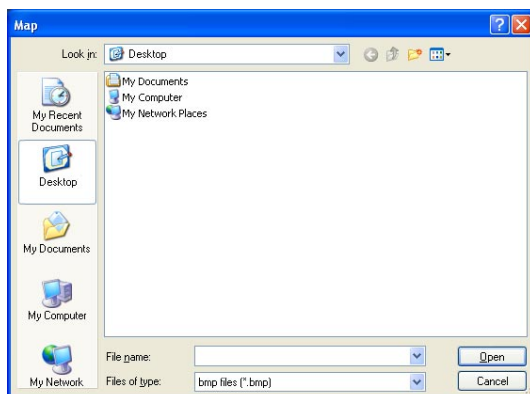 Map
Look in: Desktop
My Recent
Documents
Desktop
My Documents
My Computer
My Network
My Documents
My Computer
My Network Places
File name:
Open
Files of type: bmp files (*.bmp)
Cancel